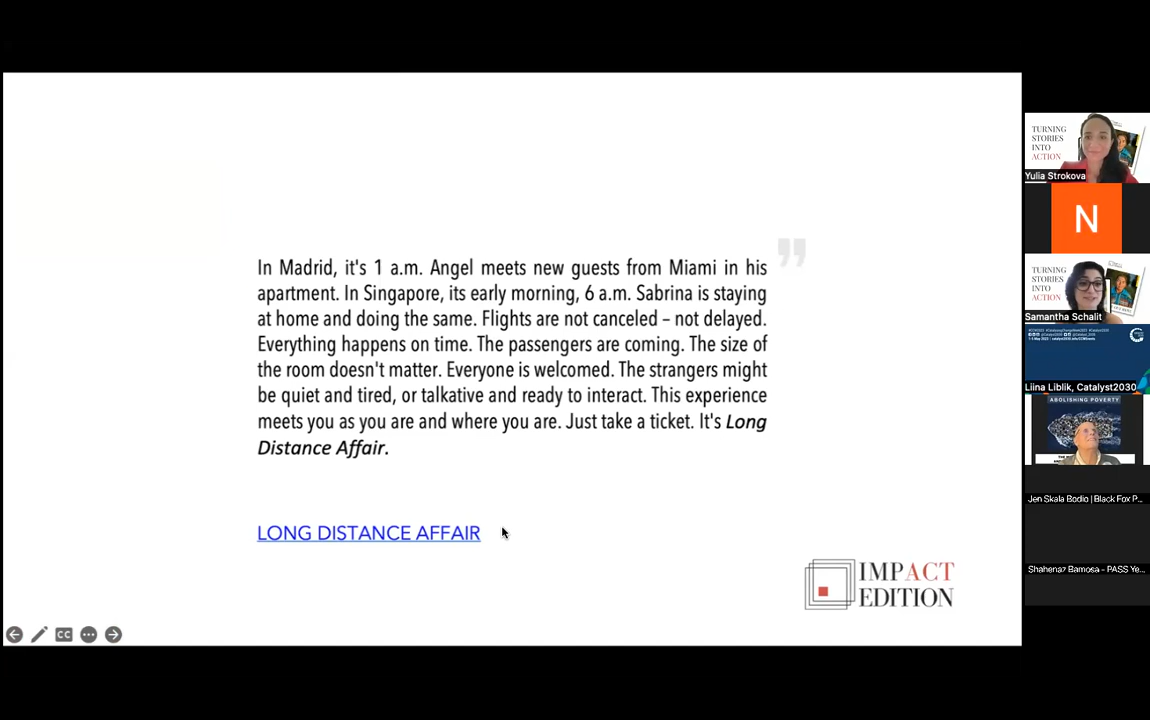 In Madrid, it's 1 a.m. Angel meets new guests from Miami in his
apartment. In Singapore, its early morning, 6 a.m. Sabrina is staying
at home and doing the same. Flights are not canceled – not delayed.
Everything happens on time. The passengers are coming. The size of
the room doesn't matter. Everyone is welcomed. The strangers might
be quiet and tired, or talkative and ready to interact. This experience
meets you as you are and where you are. Just take a ticket. It's Long
Distance Affair.
LONG DISTANCE AFFAIR
IMPACT
EDITION
CC
TURNING
STORIES
INTO
ACTION
Yulia Strokova
N
TURNING
STORIES
INTO
ACTION
Samantha Schalit
Liina Liblik, Catalyst2030
ABOLISHING POVERTY
Jen Skala Bodio | Black Fox P...
Shahenaz Bamosa - PASS Ye...